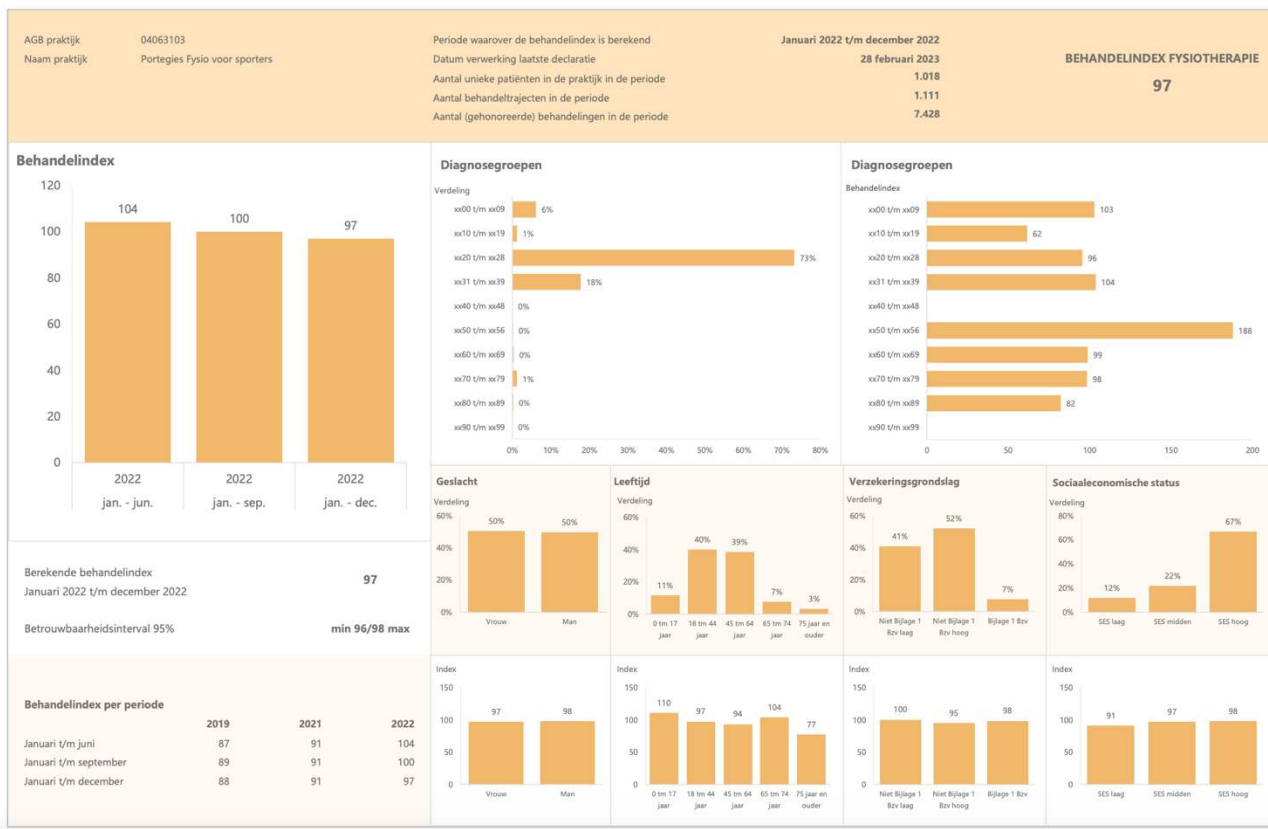 AGB praktijk 04063103
Naam praktijk Portegies Fysio voor sporters
Periode waarover de behandelindex is berekend Januari 2022 t/m december 2022
Datum verwerking laatste declaratie 28 februari 2023
Aantal unieke patiënten in de praktijk in de periode 1.018
Aantal behandeltrajecten in de periode 1.111
Aantal (gehonoreerde) behandelingen in de periode 7.428
BEHANDELINDEX FYSIOTHERAPIE
97
Behandelindex
120
100
80
60
40
20
0
104
100
97
2022 2022 2022
jan. - jun. jan. - sep. jan. - dec.
Berekende behandelindex
Januari 2022 t/m december 2022
97
Betrouwbaarheidsinterval 95% min 96/98 max
Behandelindex per periode
2019 2021 2022
Januari t/m juni 87 91 104
Januari t/m september 89 91 100
Januari t/m december 88 91 97
Diagnosegroepen
Verdeling
xx00 t/m xx09 6%
xx10 t/m xx19 1%
xx20 t/m xx28 73%
xx31 t/m xx39 18%
xx40 t/m xx48 0%
xx50 t/m xx56 0%
xx60 t/m xx69 0%
xx70 t/m xx79 1%
xx80 t/m xx89 0%
xx90 t/m xx99 0%
0% 10% 20% 30% 40% 50% 60% 70% 80%
Diagnosegroepen
Behandelindex
xx00 t/m xx09 103
xx10 t/m xx19 62
xx20 t/m xx28 96
xx31 t/m xx39 104
xx40 t/m xx48
xx50 t/m xx56 188
xx60 t/m xx69 99
xx70 t/m xx79 98
xx80 t/m xx89 82
xx90 t/m xx99
0 50 100 150 200
Geslacht
Verdeling
60%
40%
20%
0%
50% 50%
Vrouw Man
Leeftijd
Verdeling
60%
40%
20%
0%
11% 40% 39% 7% 3%
0 tm 17 18 tm 44 45 tm 64 65 tm 74 75 jaar en
jaar jaar jaar jaar ouder
Verzekeringsgrondslag
Verdeling
60%
40%
20%
0%
41% 52% 7%
Niet Bijlage 1 Niet Bijlage 1 Bijlage 1 Bzv
Bzv laag Bzv hoog
Sociaaleconomische status
Verdeling
80%
60%
40%
20%
0%
12% 22% 67%
SES laag SES midden SES hoog
Index
150
100
50
0
97 98
Vrouw Man
Index
150
100
50
0
110 97 94 104 77
0 tm 17 18 tm 44 45 tm 64 65 tm 74 75 jaar en
jaar jaar jaar jaar ouder
Index
150
100
50
0
100 95 98
Niet Bijlage 1 Niet Bijlage 1 Bijlage 1 Bzv
Bzv laag Bzv hoog
Index
150
100
50
0
91 97 98
SES laag SES midden SES hoog